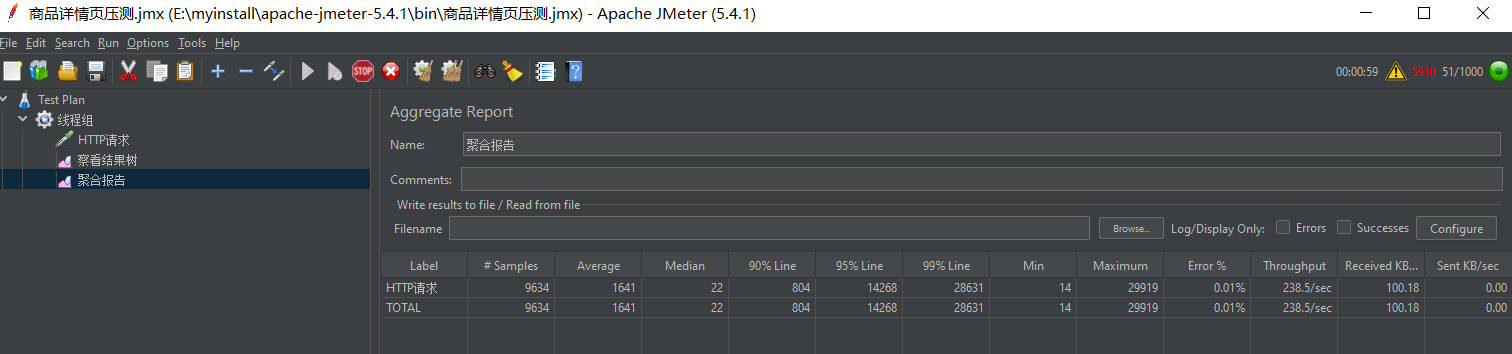 商品详情页压测.jmx (E:\myinstall\apache-jmeter-5.4.1\bin\商品详情页压测.jmx) - Apache JMeter (5.4.1)
File Edit Search Run Options Tools Help
STOP 00:00:59 5910 51/1000
Test Plan
线程组
HTTP请求
察看结果树
聚合报告
Aggregate Report
Name: 聚合报告
Comments:
Write results to file / Read from file
Filename Browse... Log/Display Only: Errors Successes Configure
Label # Samples Average Median 90% Line 95% Line 99% Line Min Maximum Error % Throughput Received KB... Sent KB/sec
HTTP请求 9634 1641 22 804 14268 28631 14 29919 0.01% 238.5/sec 100.18 0.00
TOTAL 9634 1641 22 804 14268 28631 14 29919 0.01% 238.5/sec 100.18 0.00